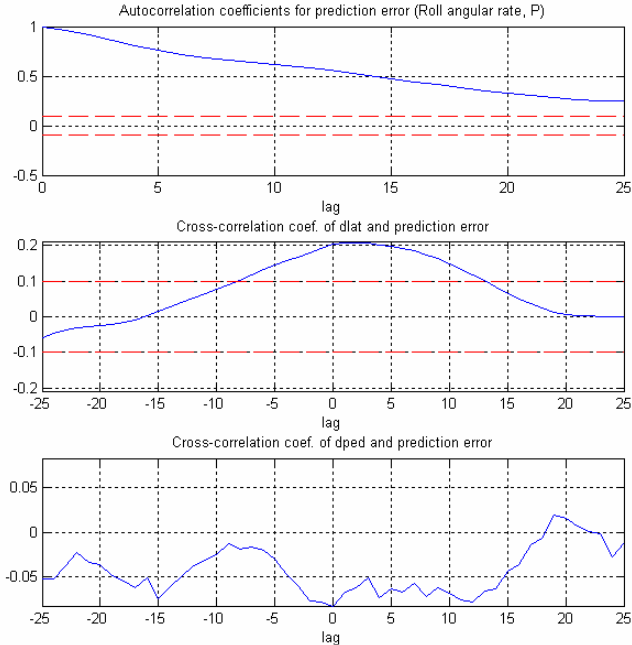 Autocorrelation coefficients for prediction error (Roll angular rate, P)
1
0.5
0
-0.5
0 5 10 15 20 25
lag
Cross-correlation coef. of dlat and prediction error
0.2
0.1
0
-0.1
-0.2
-25 -20 -15 -10 -5 0 5 10 15 20 25
lag
Cross-correlation coef. of dped and prediction error
0.05
0
-0.05
-25 -20 -15 -10 -5 0 5 10 15 20 25
lag